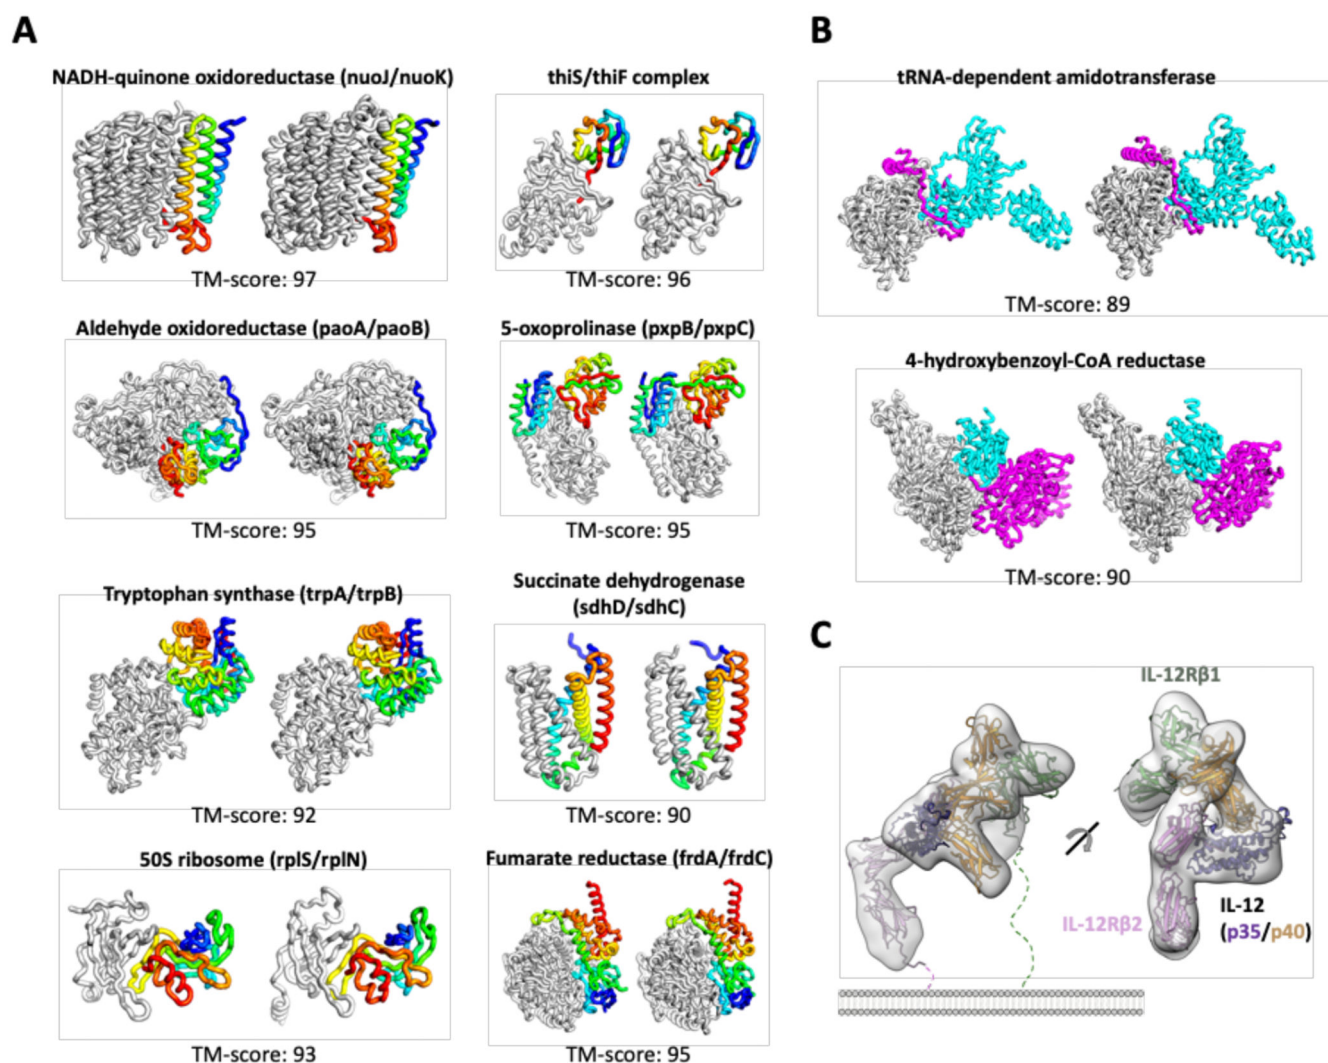 A
NADH-quinone oxidoreductase (nuoJ/nuoK)
TM-score: 97
thiS/thiF complex
TM-score: 96
Aldehyde oxidoreductase (paoA/paoB)
TM-score: 95
5-oxoprolinase (pxpB/pxpC)
TM-score: 95
Tryptophan synthase (trpA/trpB)
TM-score: 92
Succinate dehydrogenase
(sdhD/sdhC)
TM-score: 90
50S ribosome (rplS/rplN)
TM-score: 93
Fumarate reductase (frdA/frdC)
TM-score: 95
B
tRNA-dependent amidotransferase
TM-score: 89
4-hydroxybenzoyl-CoA reductase
TM-score: 90
C
IL-12Rβ1
IL-12Rβ2
IL-12
(p35/p40)